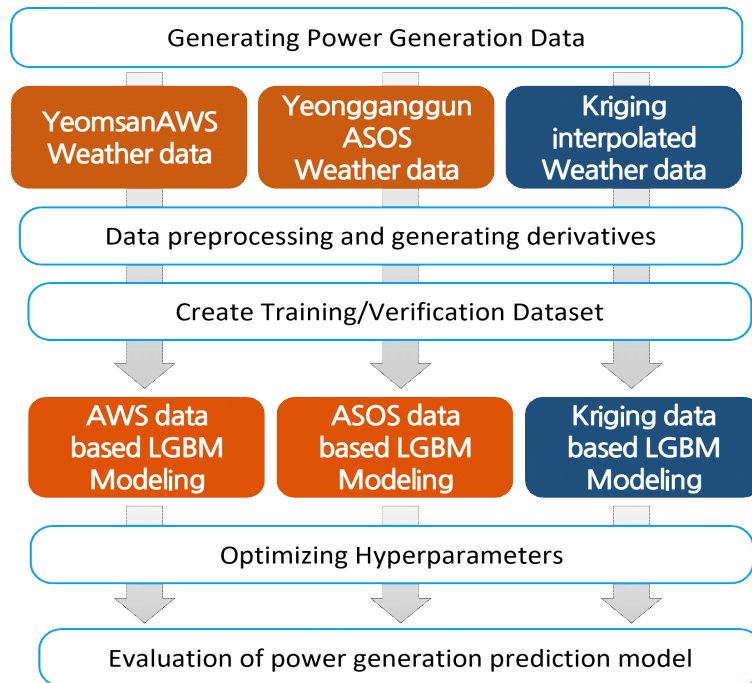 Generating Power Generation Data
YeomsanAWS
Weather data
Yeongganggun
ASOS
Weather data
Kriging
interpolated
Weather data
Data preprocessing and generating derivatives
Create Training/Verification Dataset
AWS data
based LGBM
Modeling
ASOS data
based LGBM
Modeling
Kriging data
based LGBM
Modeling
Optimizing Hyperparameters
Evaluation of power generation prediction model